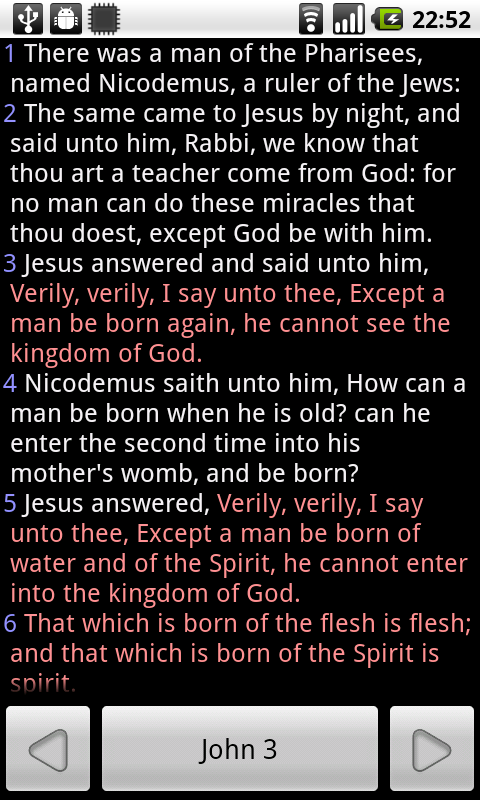 22:52
1 There was a man of the Pharisees,
named Nicodemus, a ruler of the Jews:
2 The same came to Jesus by night, and
said unto him, Rabbi, we know that
thou art a teacher come from God: for
no man can do these miracles that
thou doest, except God be with him.
3 Jesus answered and said unto him,
Verily, verily, I say unto thee, Except a
man be born again, he cannot see the
kingdom of God.
4 Nicodemus saith unto him, How can a
man be born when he is old? can he
enter the second time into his
mother's womb, and be born?
5 Jesus answered, Verily, verily, I say
unto thee, Except a man be born of
water and of the Spirit, he cannot enter
into the kingdom of God.
6 That which is born of the flesh is flesh;
and that which is born of the Spirit is
spirit.
John 3